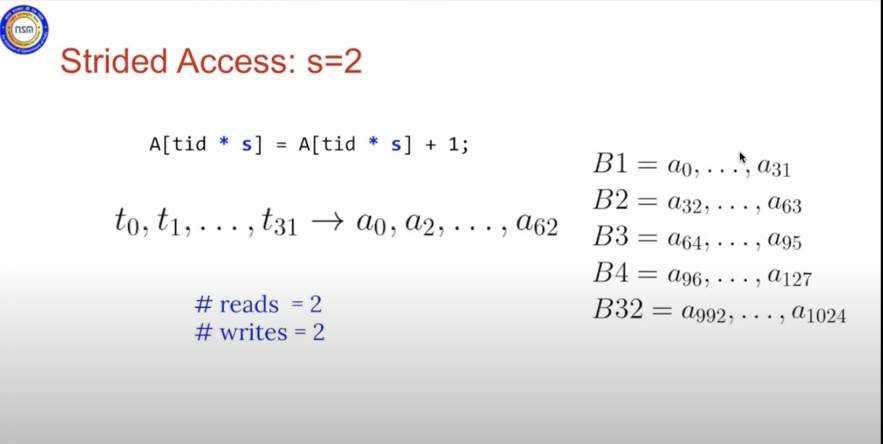 nsm
Strided Access: s=2
A[tid * s] = A[tid * s] + 1;
t₀, t₁, . . . , t₃₁ → a₀, a₂, . . . , a₆₂
# reads = 2
# writes = 2
B1 = a₀, . . . , a₃₁
B2 = a₃₂, . . . , a₆₃
B3 = a₆₄, . . . , a₉₅
B4 = a₉₆, . . . , a₁₂₇
B32 = a₉₉₂, . . . , a₁₀₂₄